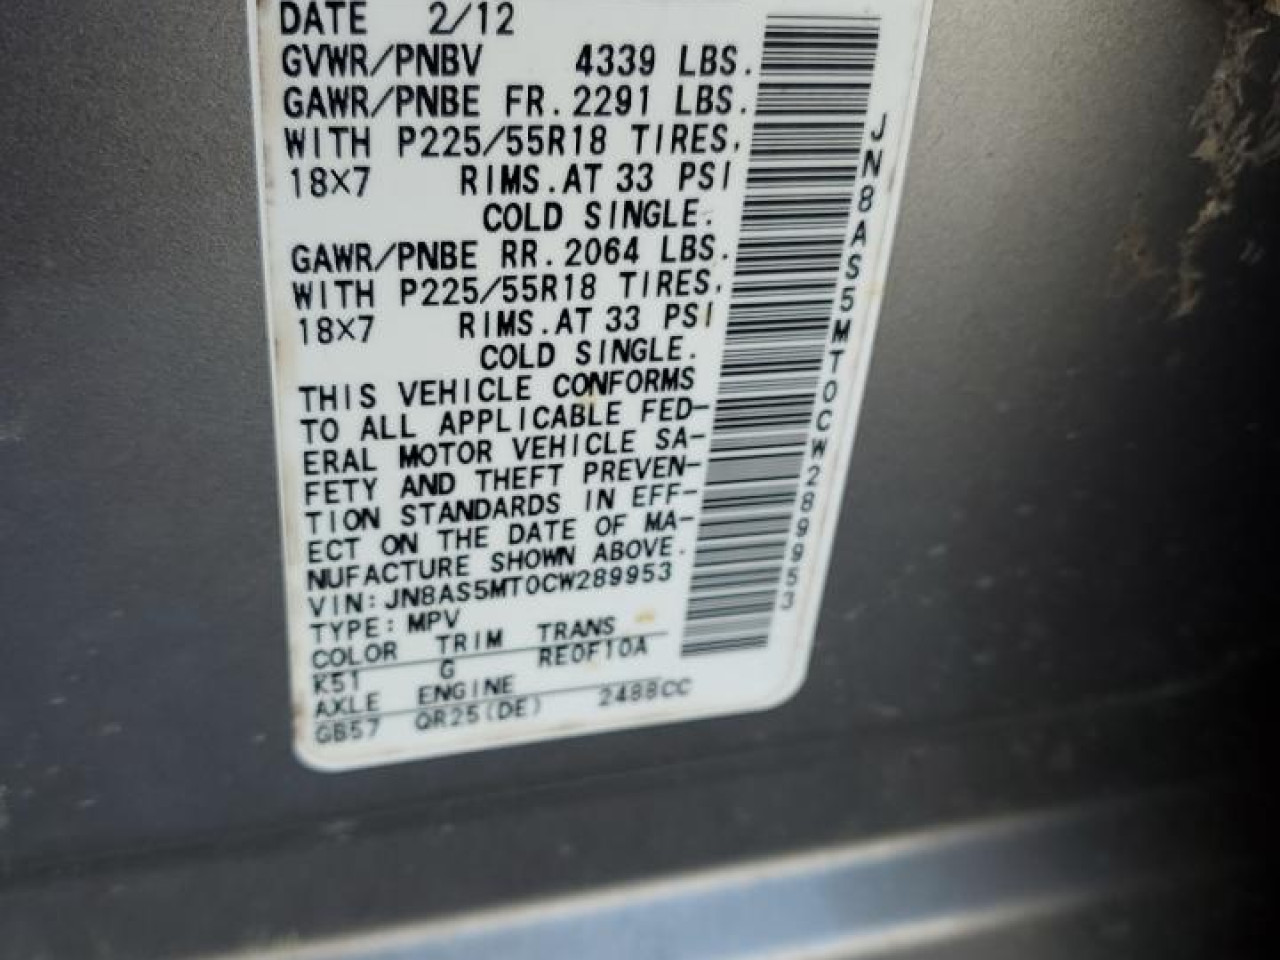 DATE 2/12
GVWR/PNBV 4339 LBS.
GAWR/PNBE FR. 2291 LBS.
WITH P225/55R18 TIRES,
18X7 RIMS. AT 33 PSI
COLD SINGLE.
GAWR/PNBE RR. 2064 LBS.
WITH P225/55R18 TIRES,
18X7 RIMS. AT 33 PSI
COLD SINGLE.
THIS VEHICLE CONFORMS
TO ALL APPLICABLE FED-
ERAL MOTOR VEHICLE SA-
FETY AND THEFT PREVEN-
TION STANDARDS IN EFF-
ECT ON THE DATE OF MA-
NUFACTURE SHOWN ABOVE.
VIN: JN8AS5MT0CW289953
TYPE: MPV
COLOR TRIM TRANS
K51 G RE0F10A
AXLE ENGINE
GB57 QR25(DE) 2488CC
JN8AS5MT0CW289953